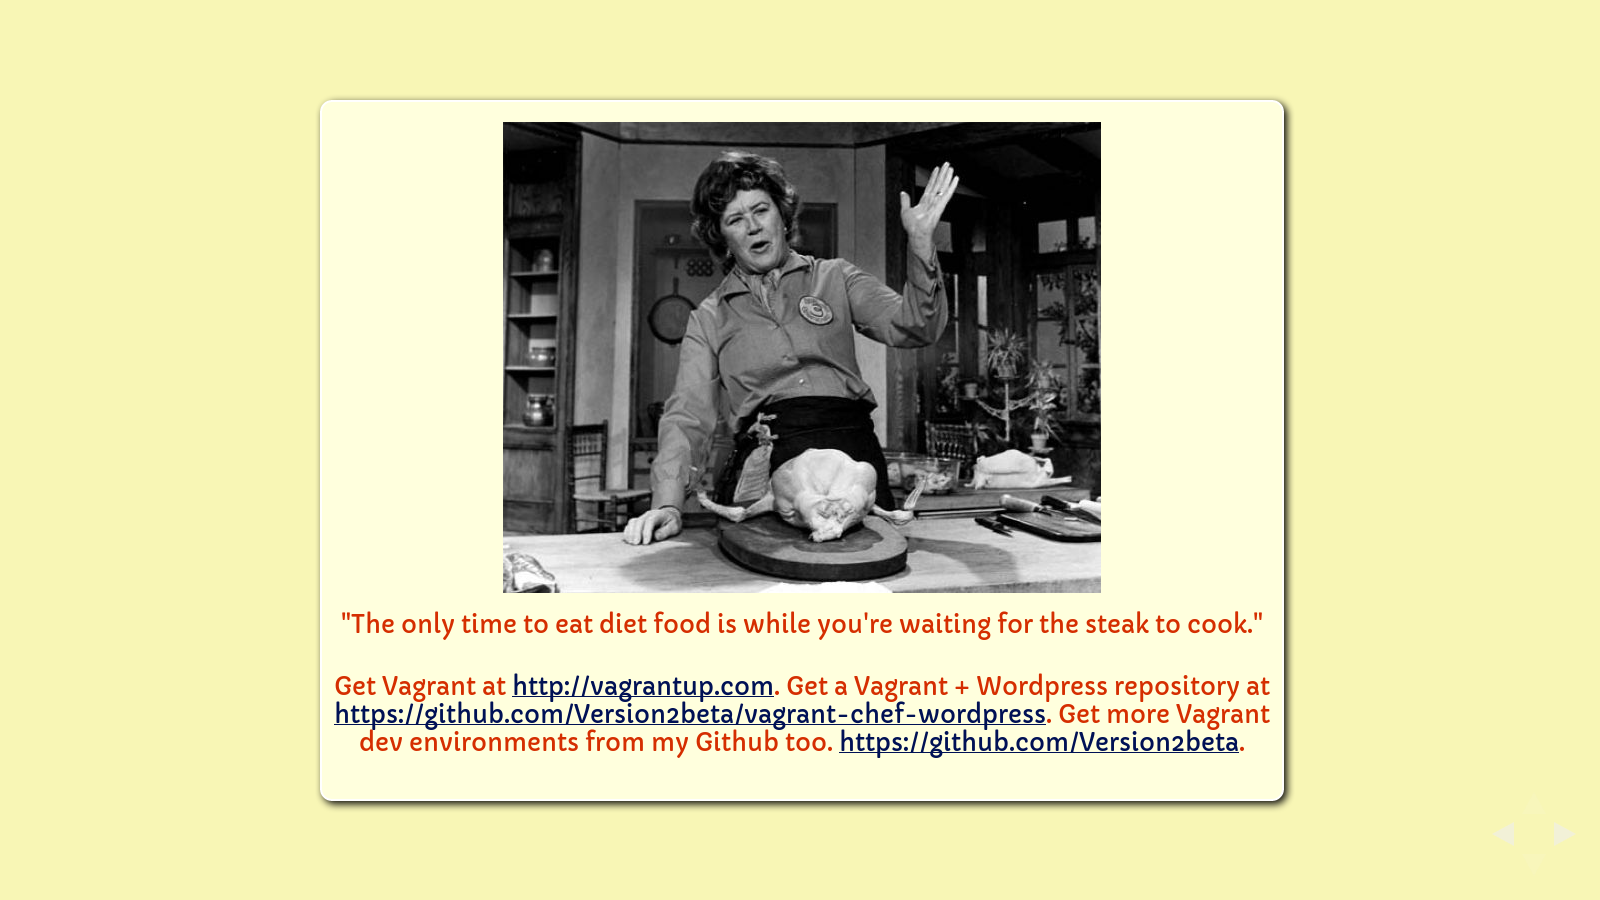 "The only time to eat diet food is while you're waiting for the steak to cook."
Get Vagrant at http://vagrantup.com. Get a Vagrant + Wordpress repository at
https://github.com/Version2beta/vagrant-chef-wordpress. Get more Vagrant
dev environments from my Github too. https://github.com/Version2beta.